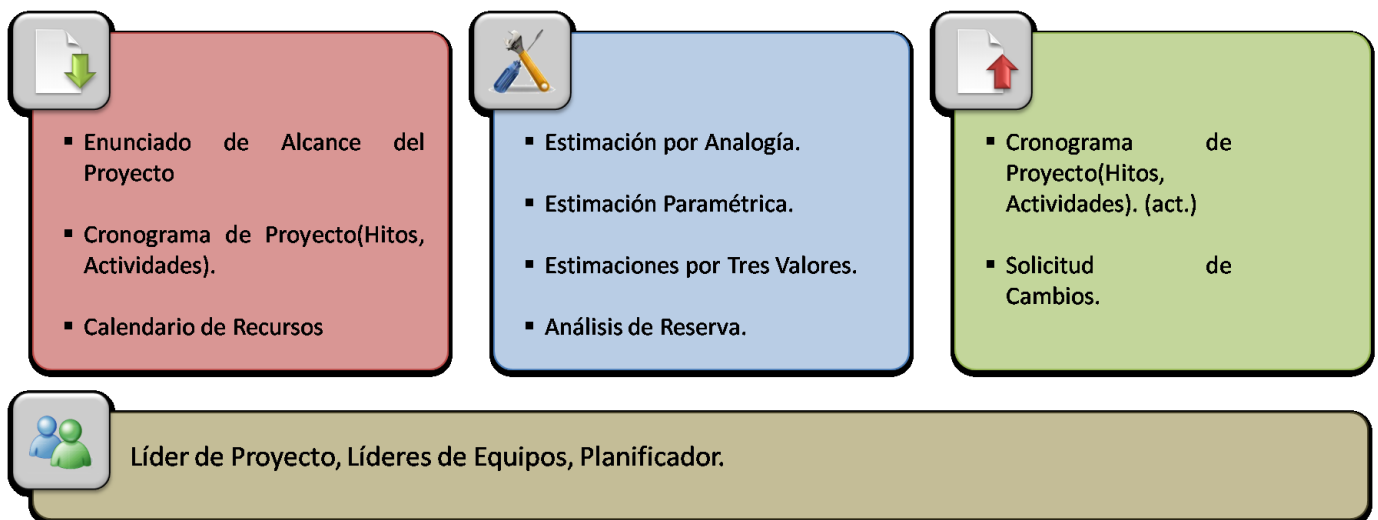 ▪ Enunciado de Alcance del
Proyecto
▪ Cronograma de Proyecto(Hitos,
Actividades).
▪ Calendario de Recursos
▪ Estimación por Analogía.
▪ Estimación Paramétrica.
▪ Estimaciones por Tres Valores.
▪ Análisis de Reserva.
▪ Cronograma de
Proyecto(Hitos,
Actividades). (act.)
▪ Solicitud de
Cambios.
Líder de Proyecto, Líderes de Equipos, Planificador.